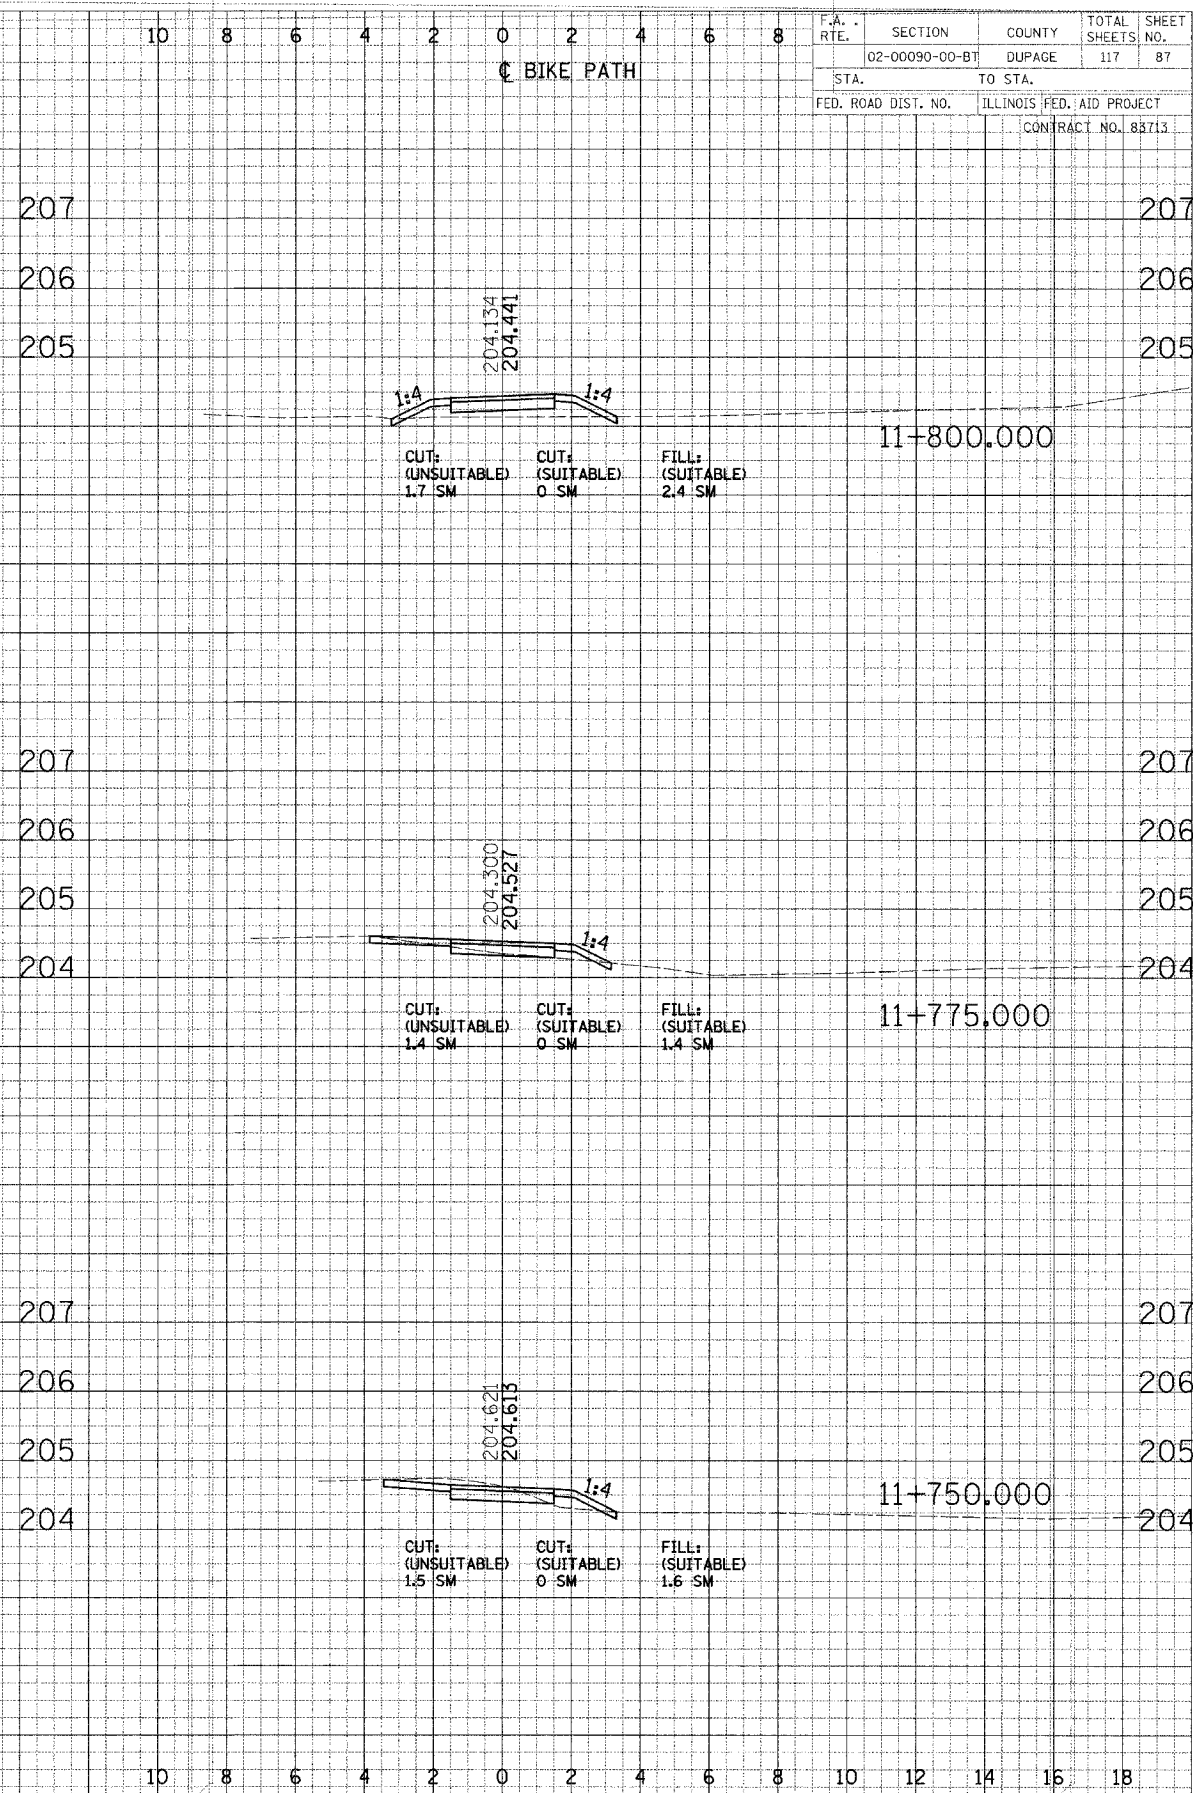 10 8 6 4 2 0 2 4 6 8
℄ BIKE PATH
F.A. RTE. SECTION COUNTY TOTAL SHEETS SHEET NO.
02-00090-00-BT DUPAGE 117 87
STA. TO STA.
FED. ROAD DIST. NO. ILLINOIS FED. AID PROJECT
CONTRACT NO. 83713
207 207
206 206
204.134
204.441
205 205
1:4 1:4
11+800.000
CUT: CUT: FILL:
(UNSUITABLE) (SUITABLE) (SUITABLE)
1.7 SM 0 SM 2.4 SM
207 207
206 206
204.300
204.527
205 205
1:4
204 204
CUT: CUT: FILL:
(UNSUITABLE) (SUITABLE) (SUITABLE)
1.4 SM 0 SM 1.4 SM
11+775.000
207 207
206 206
204.621
204.613
205 205
1:4
11+750.000
204 204
CUT: CUT: FILL:
(UNSUITABLE) (SUITABLE) (SUITABLE)
1.5 SM 0 SM 1.6 SM
10 8 6 4 2 0 2 4 6 8 10 12 14 16 18